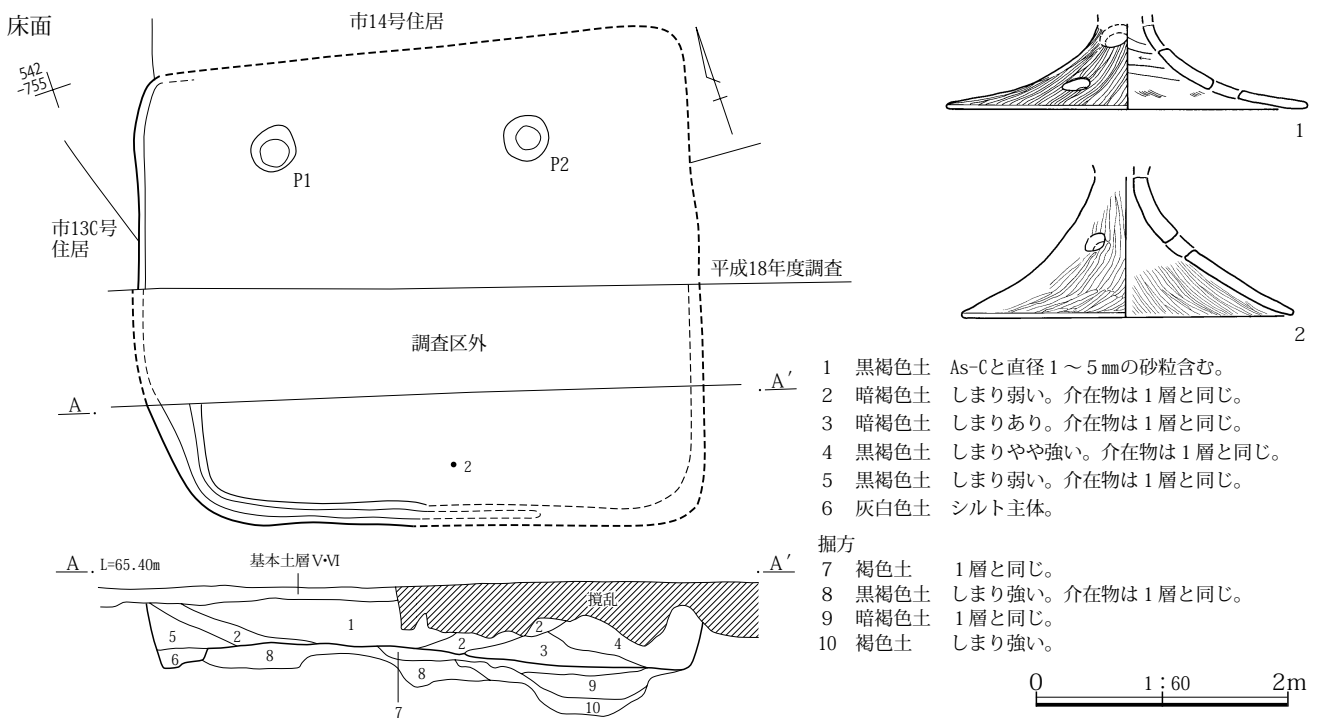 床面
市14号住居
542
-755
P1
P2
市13C号
住居
平成18年度調査
調査区外
A
A′
2
1
2
1 黒褐色土 As-Cと直径1～5㎜の砂粒含む。
2 暗褐色土 しまり弱い。介在物は1層と同じ。
3 暗褐色土 しまりあり。介在物は1層と同じ。
4 黒褐色土 しまりやや強い。介在物は1層と同じ。
5 黒褐色土 しまり弱い。介在物は1層と同じ。
6 灰白色土 シルト主体。
掘方
7 褐色土 1層と同じ。
8 黒褐色土 しまり強い。介在物は1層と同じ。
9 暗褐色土 1層と同じ。
10 褐色土 しまり強い。
A L=65.40m
基本土層Ⅴ・Ⅵ
A′
撹乱
1
2
5
2
2
3
4
6
8
8
9
10
7
0 1：60 2m